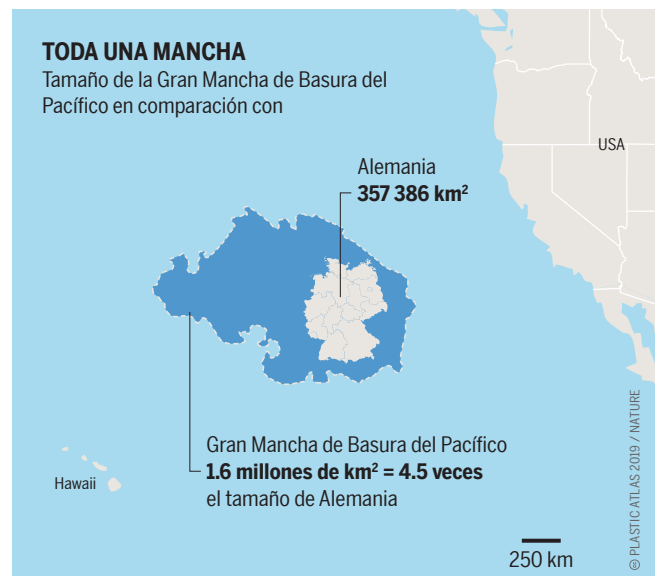 TODA UNA MANCHA
Tamaño de la Gran Mancha de Basura del
Pacífico en comparación con
USA
Alemania
357 386 km²
Gran Mancha de Basura del Pacífico
1.6 millones de km² = 4.5 veces
el tamaño de Alemania
Hawaii
250 km
© PLASTIC ATLAS 2019 / NATURE